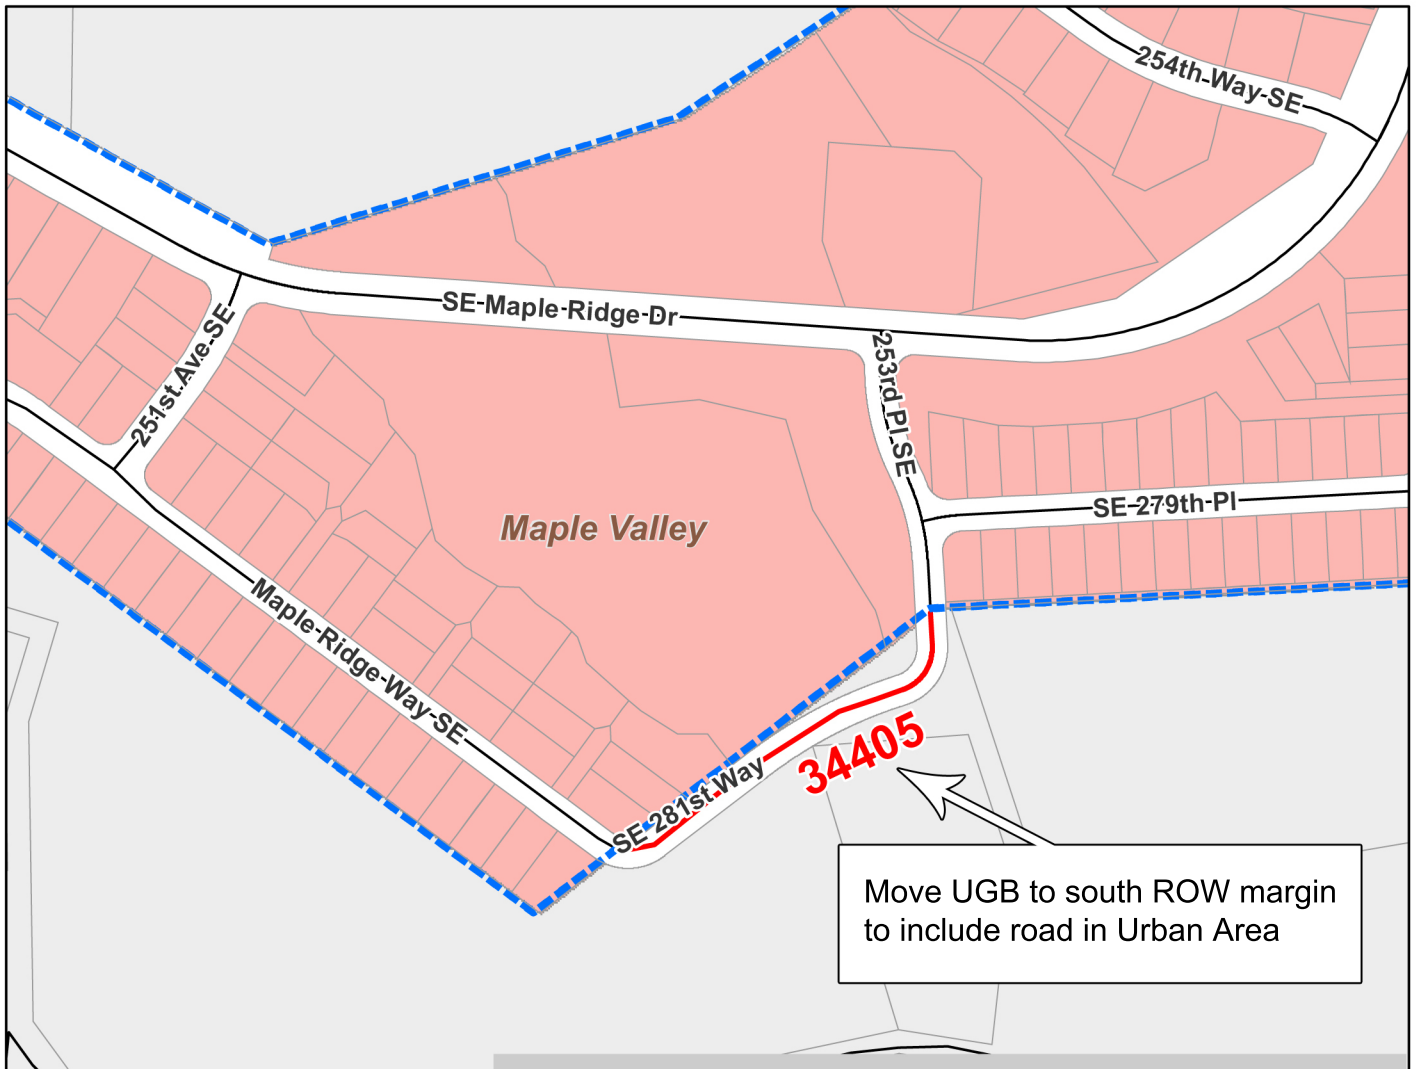 254th Way SE
SE Maple Ridge Dr
251st Ave SE
253rd Pl SE
SE 279th Pl
Maple Valley
Maple Ridge Way SE
SE 281st Way
34405
Move UGB to south ROW margin
to include road in Urban Area